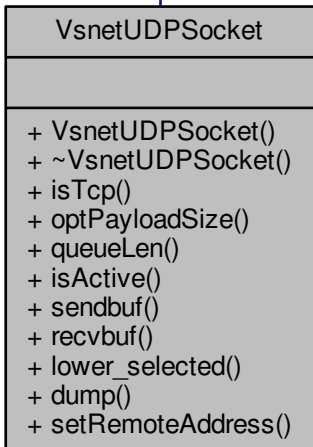 VsnetUDPSocket
+ VsnetUDPSocket()
+ ~VsnetUDPSocket()
+ isTcp()
+ optPayloadSize()
+ queueLen()
+ isActive()
+ sendbuf()
+ recvbuf()
+ lower_selected()
+ dump()
+ setRemoteAddress()